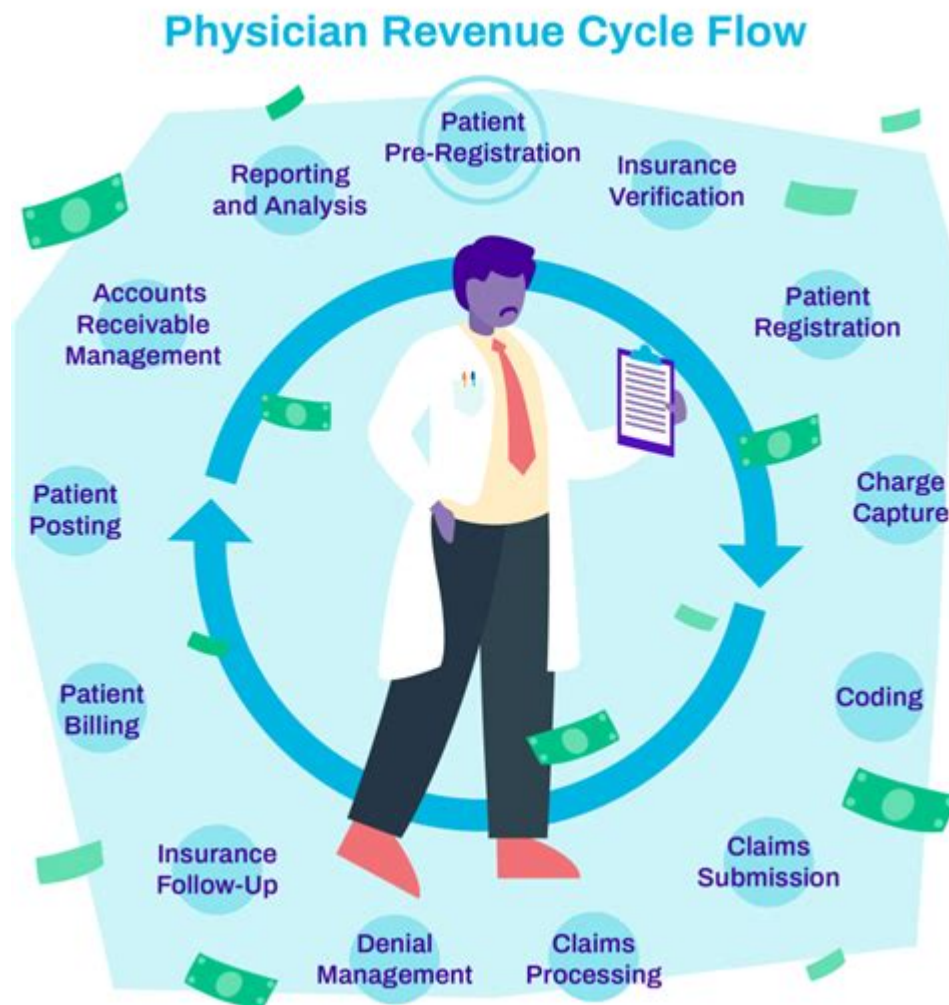 Physician Revenue Cycle Flow
Patient
Pre-Registration
Insurance
Verification
Patient
Registration
Charge
Capture
Coding
Claims
Submission
Claims
Processing
Denial
Management
Insurance
Follow-Up
Patient
Billing
Patient
Posting
Accounts
Receivable
Management
Reporting
and Analysis